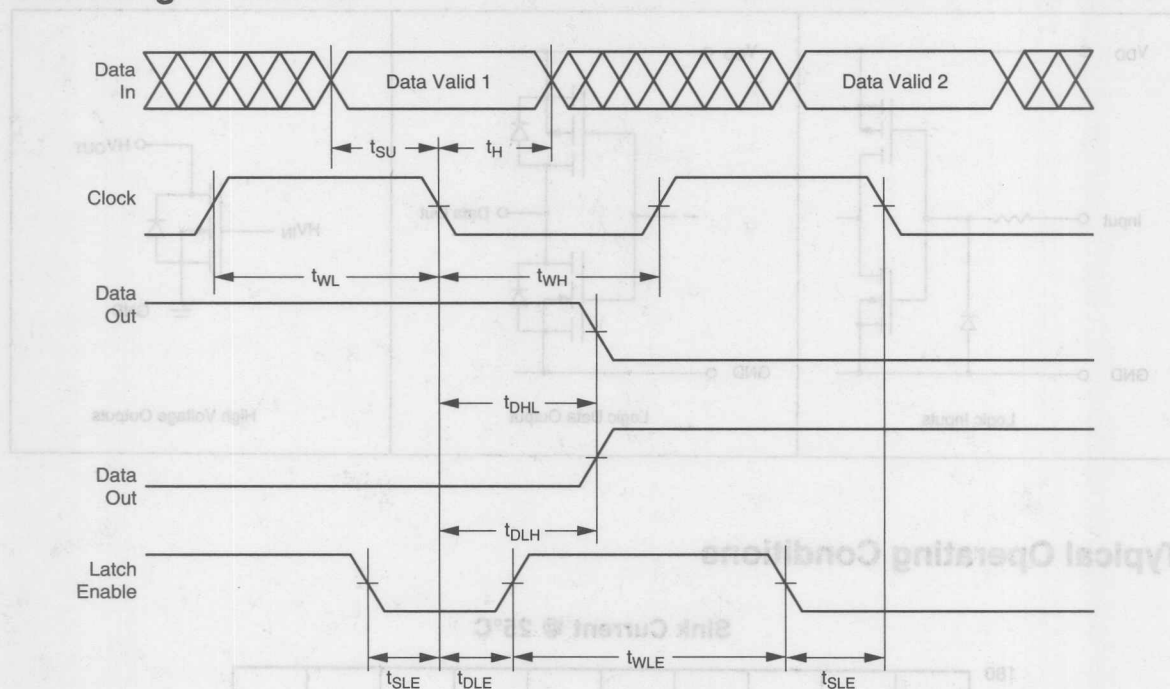 Data In
Data Valid 1
Data Valid 2
tSU
tH
Clock
tWL
tWH
Data Out
tDHL
Data Out
tDLH
Latch Enable
tSLE
tDLE
tWLE
tSLE
VDD
Input
GND
Logic Inputs
Data Out
GND
Logic Data Output
HVOUT
HVIN
High Voltage Outputs
Typical Operating Conditions
Sink Current @ 25°C